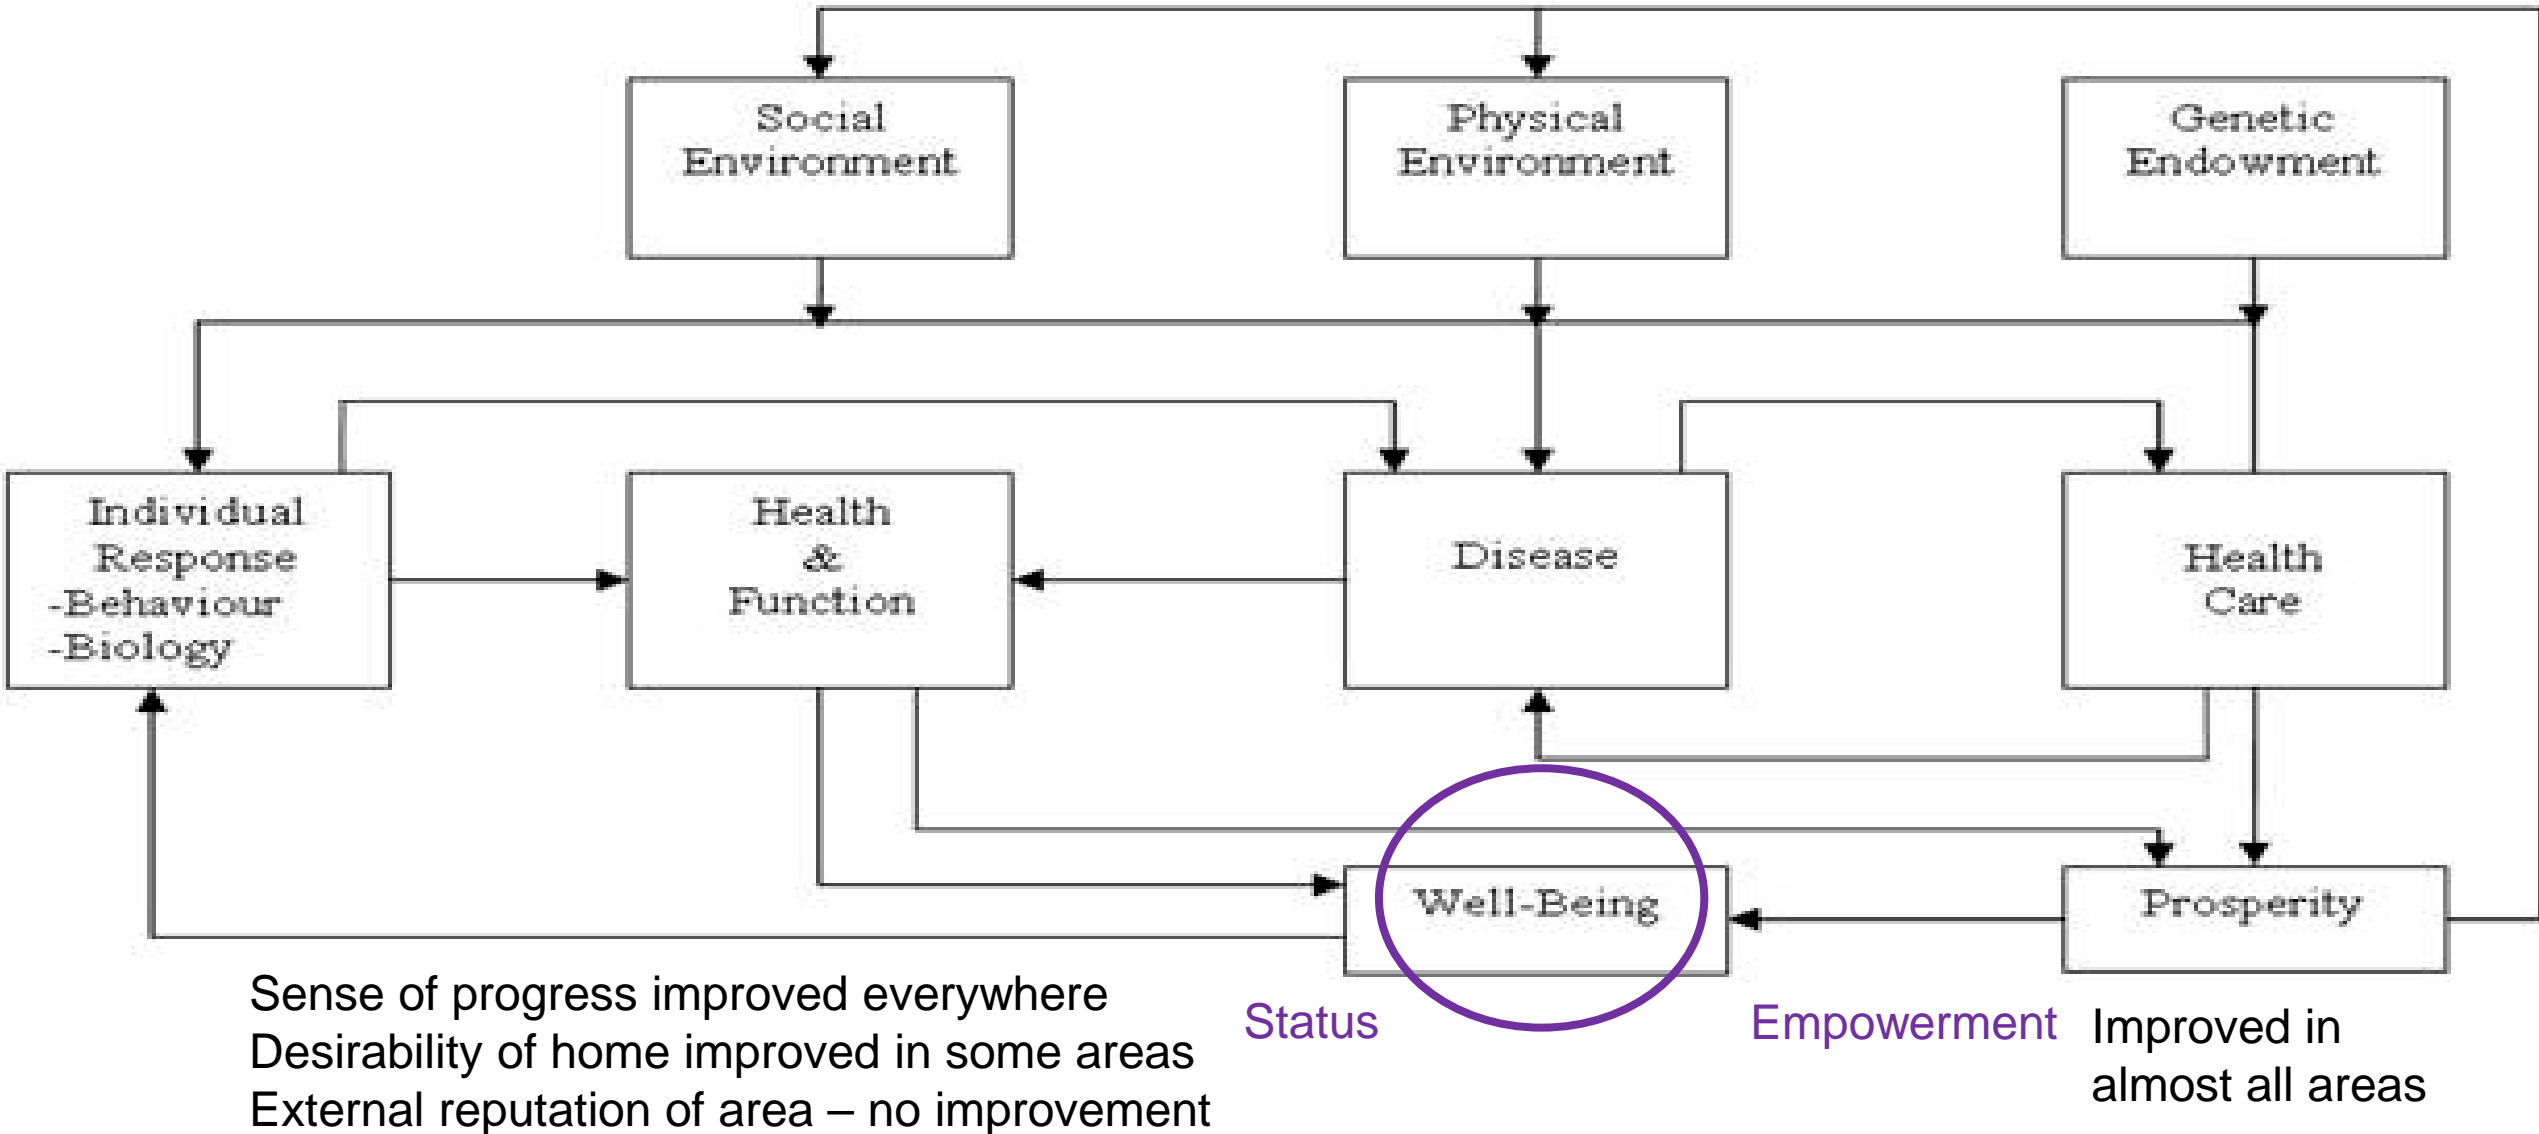 Social
Environment
Physical
Environment
Genetic
Endowment
Individual
Response
-Behaviour
-Biology
Health
&
Function
Disease
Health
Care
Well-Being
Prosperity
Sense of progress improved everywhere
Desirability of home improved in some areas
External reputation of area – no improvement
Status
Empowerment
Improved in
almost all areas